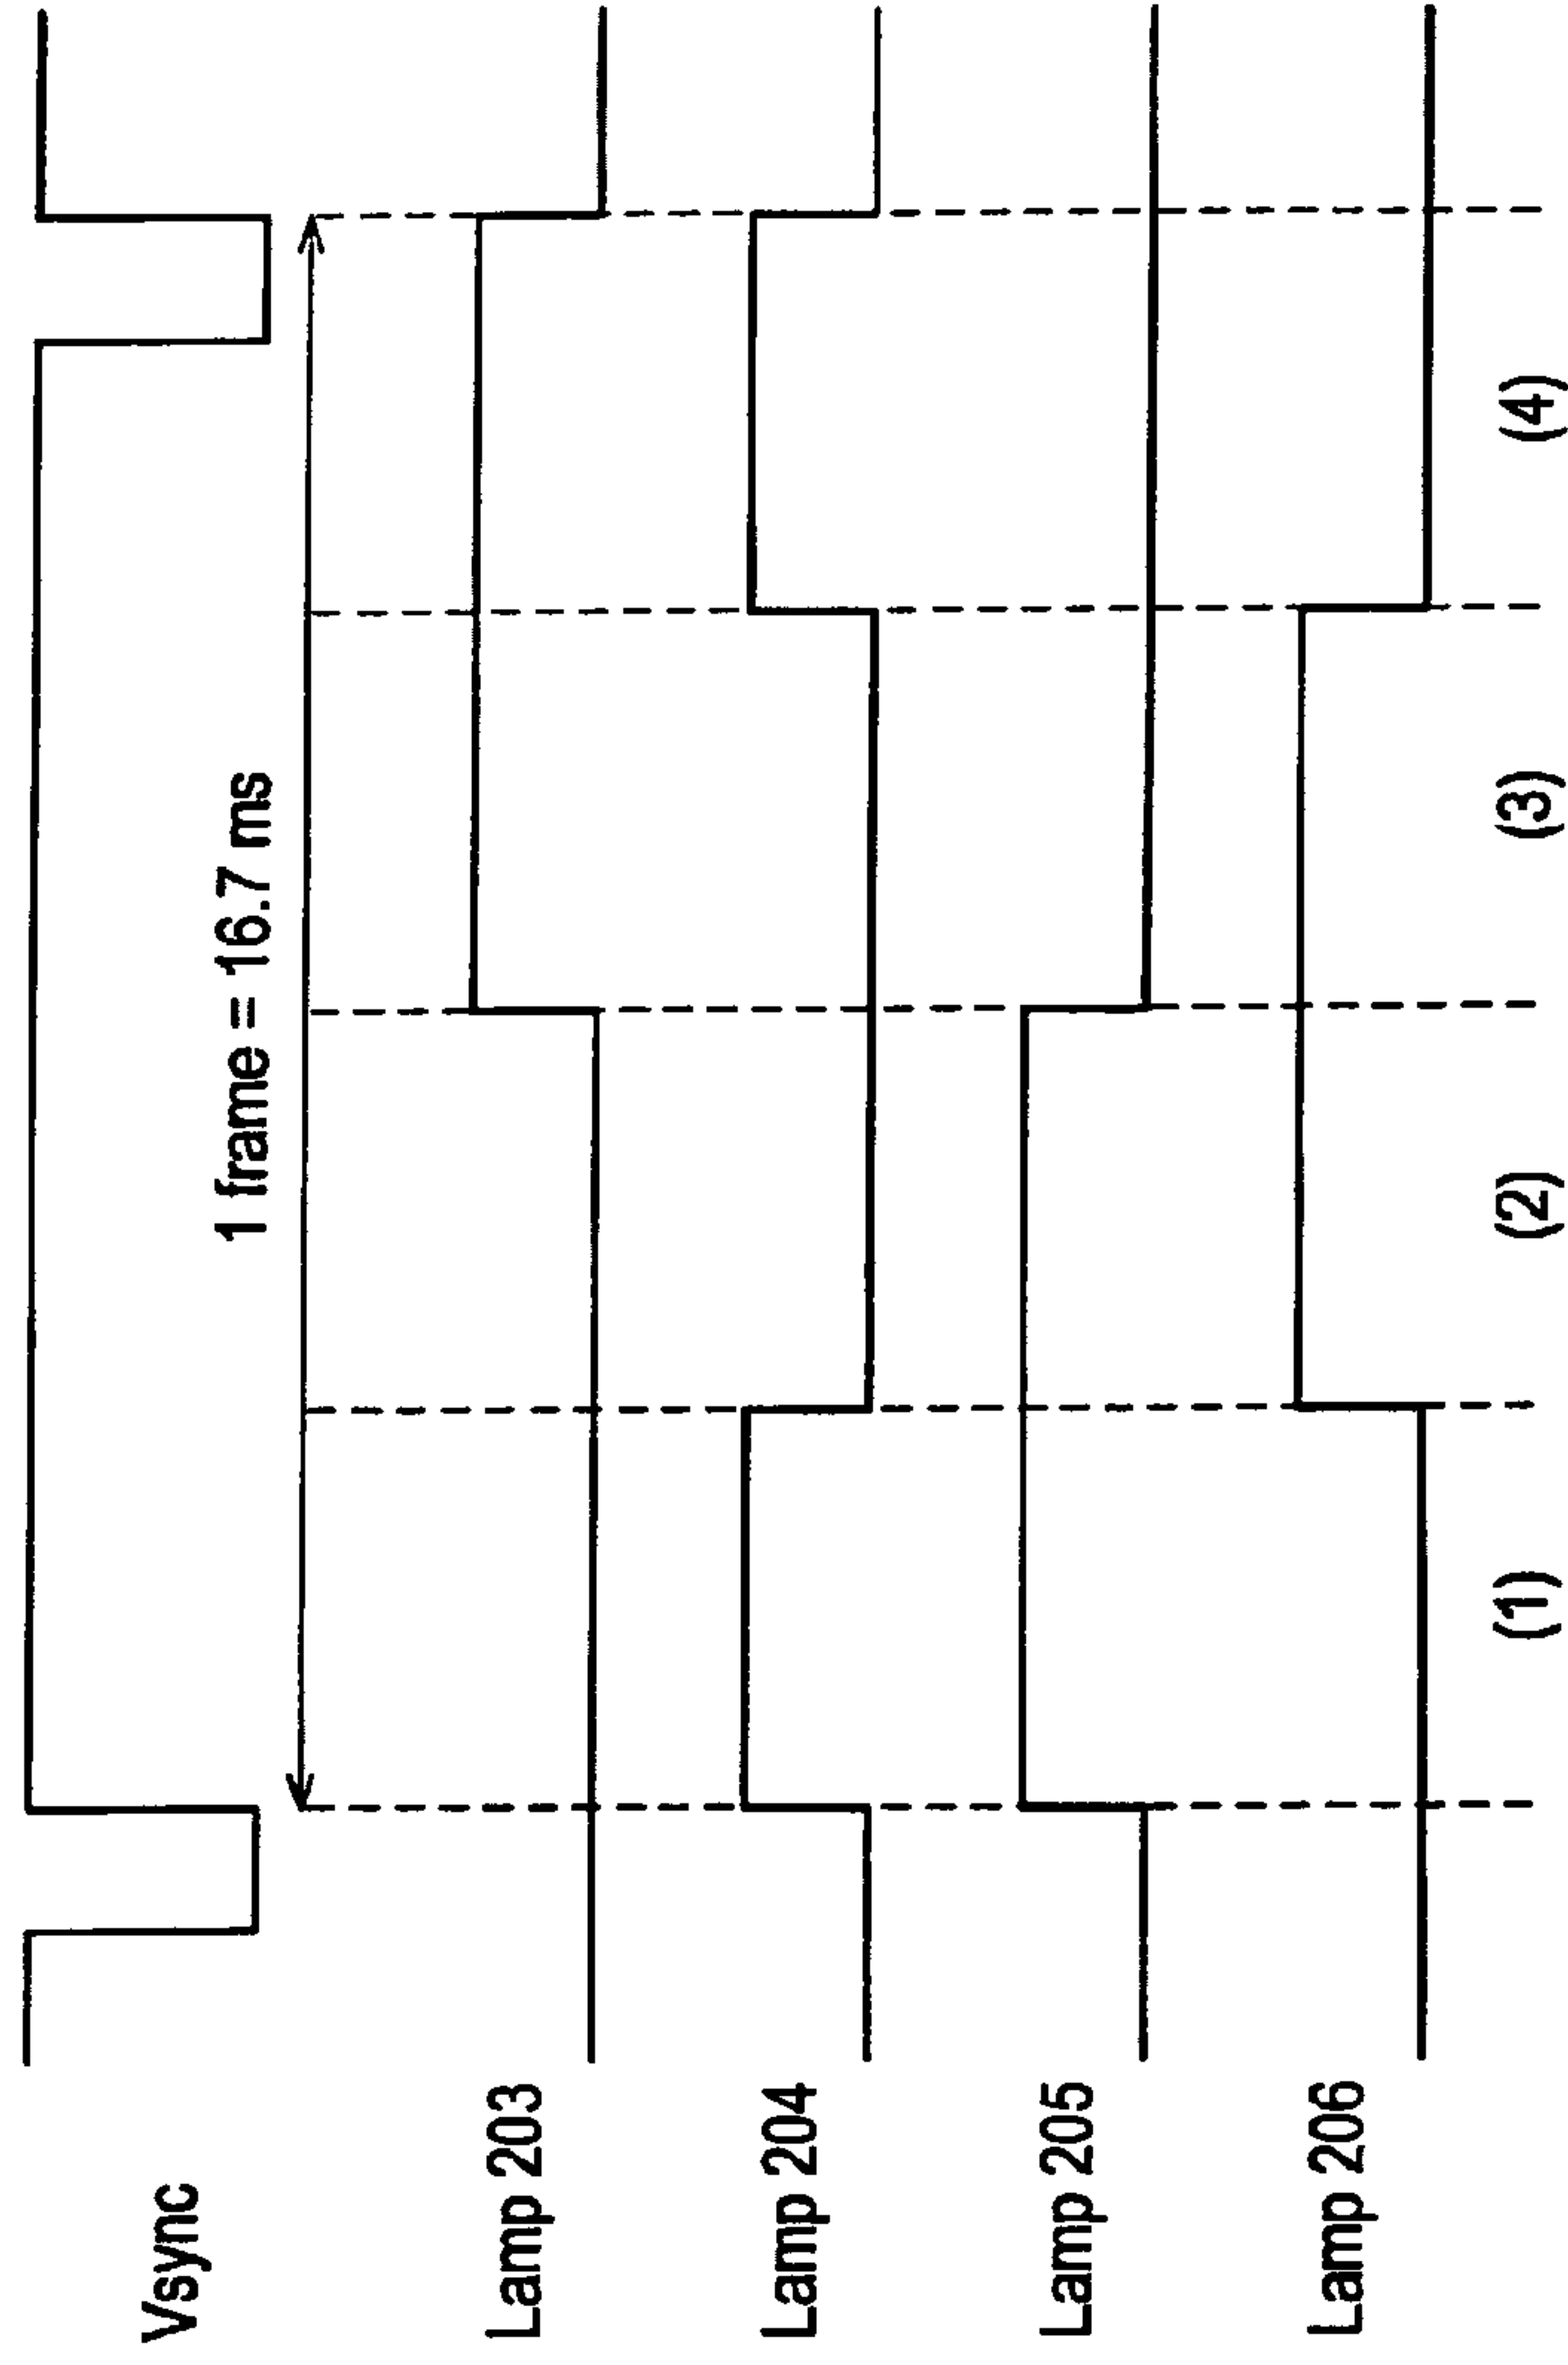 Vsync
1 frame = 16.7 ms
Lamp 203
Lamp 204
Lamp 205
Lamp 206
(1)
(2)
(3)
(4)